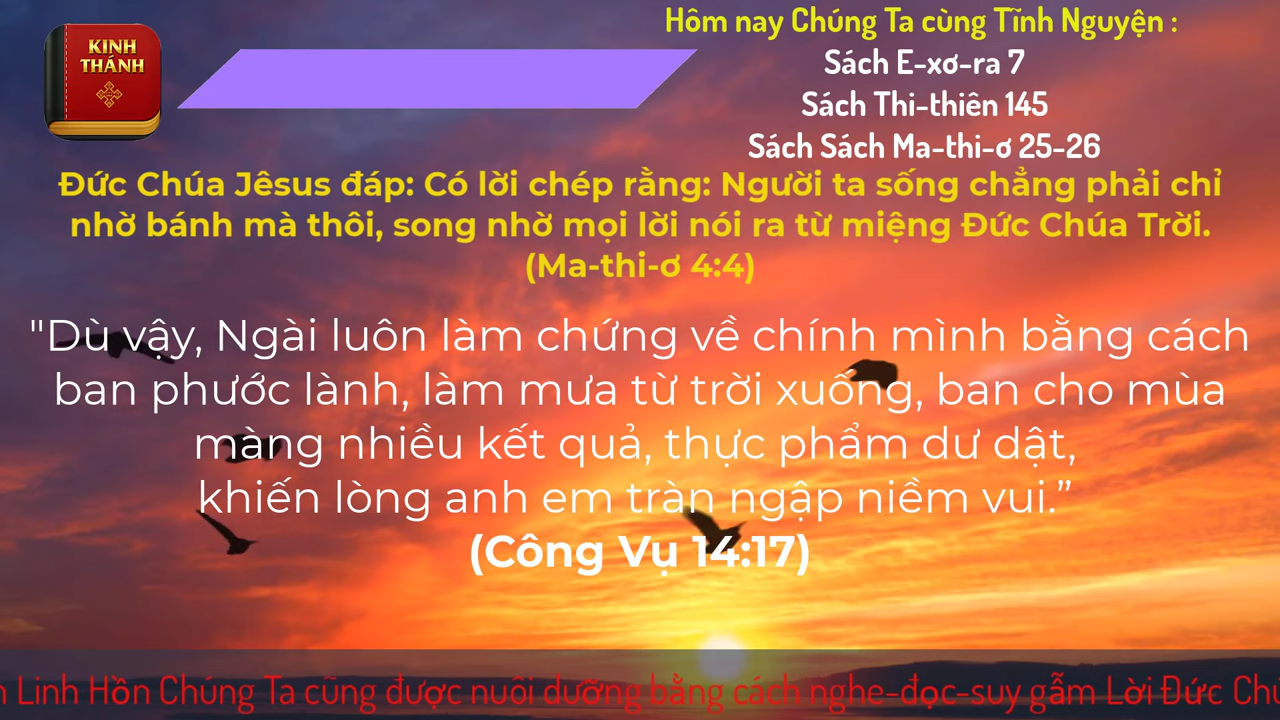 KINH
THÁNH
Hôm nay Chúng Ta cùng Tĩnh Nguyện :
Sách E-xơ-ra 7
Sách Thi-thiên 145
Sách Sách Ma-thi-ơ 25-26
Đức Chúa Jêsus đáp: Có lời chép rằng: Người ta sống chẳng phải chỉ
nhờ bánh mà thôi, song nhờ mọi lời nói ra từ miệng Đức Chúa Trời.
(Ma-thi-ơ 4:4)
"Dù vậy, Ngài luôn làm chứng về chính mình bằng cách
ban phước lành, làm mưa từ trời xuống, ban cho mùa
màng nhiều kết quả, thực phẩm dư dật,
khiến lòng anh em tràn ngập niềm vui.”
(Công Vụ 14:17)
Linh Hồn Chúng Ta cũng được nuôi dưỡng bằng cách nghe-đọc-suy gẫm Lời Đức